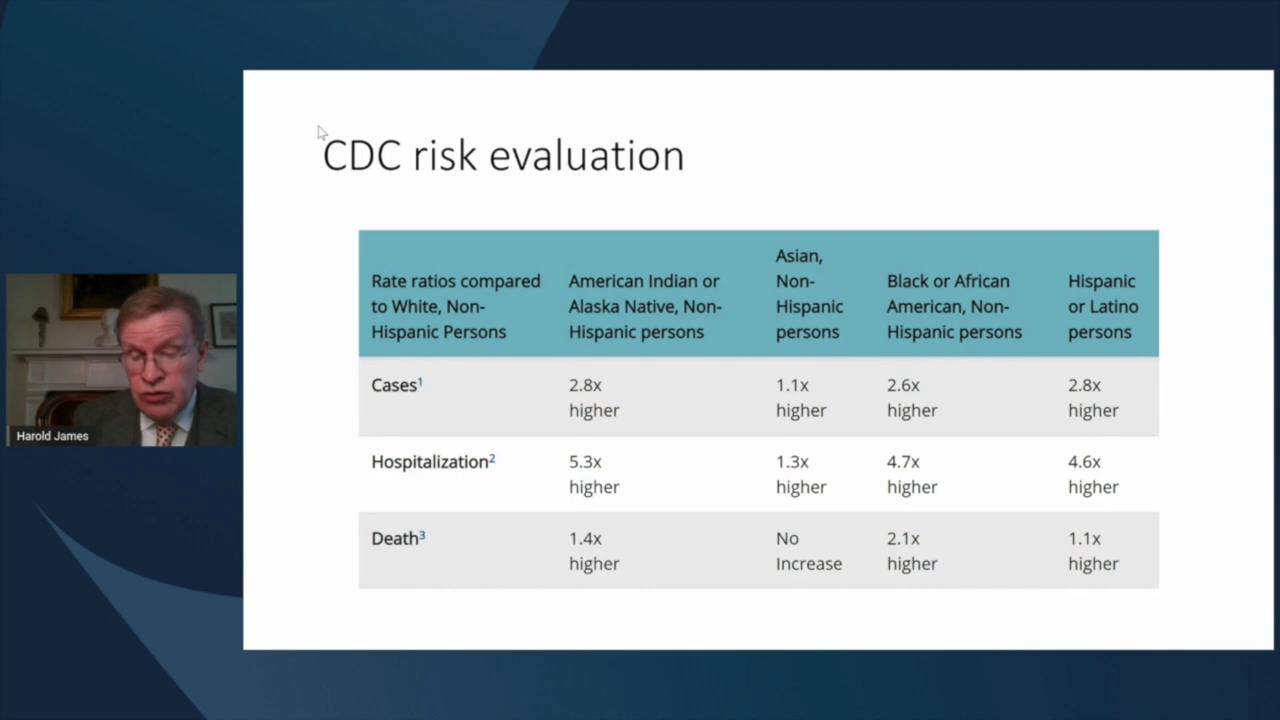 CDC risk evaluation
Rate ratios compared
to White, Non-
Hispanic Persons
American Indian or
Alaska Native, Non-
Hispanic persons
Asian,
Non-
Hispanic
persons
Black or African
American, Non-
Hispanic persons
Hispanic
or Latino
persons
Cases¹
2.8x
higher
1.1x
higher
2.6x
higher
2.8x
higher
Hospitalization²
5.3x
higher
1.3x
higher
4.7x
higher
4.6x
higher
Death³
1.4x
higher
No
Increase
2.1x
higher
1.1x
higher
Harold James